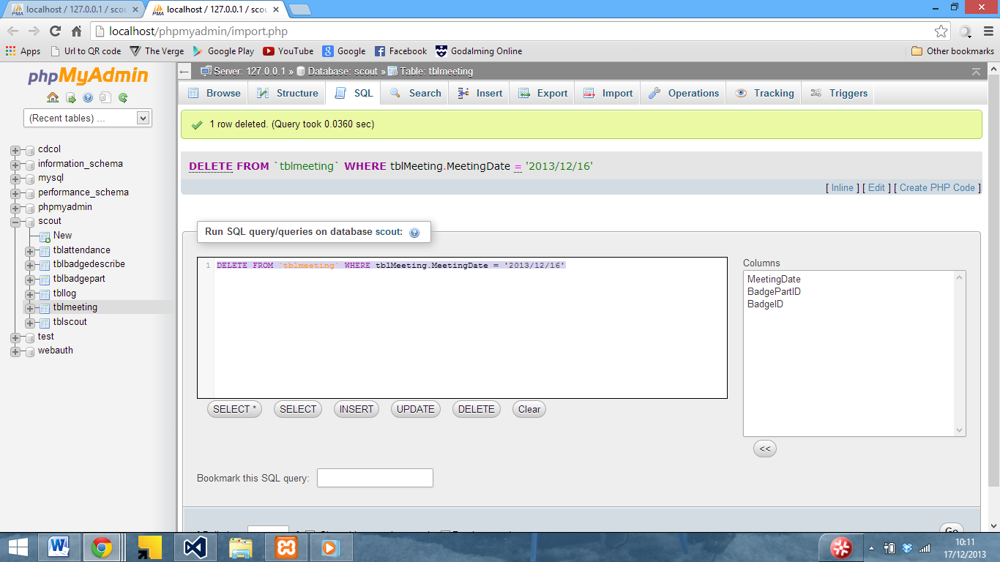 localhost / 127.0.0.1 / scou
localhost / 127.0.0.1 / scou
localhost/phpmyadmin/import.php
Apps Url to QR code The Verge Google Play YouTube Google Facebook Godalming Online Other bookmarks
phpMyAdmin
(Recent tables) ...
cdcol
information_schema
mysql
performance_schema
phpmyadmin
scout
New
tblattendance
tblbadgedescribe
tblbadgepart
tbllog
tblmeeting
tblscout
test
webauth
Server: 127.0.0.1 » Database: scout » Table: tblmeeting
Browse Structure SQL Search Insert Export Import Operations Tracking Triggers
1 row deleted. (Query took 0.0360 sec)
DELETE FROM `tblmeeting` WHERE tblMeeting.MeetingDate = '2013/12/16'
[ Inline ] [ Edit ] [ Create PHP Code ]
Run SQL query/queries on database scout:
1 DELETE FROM `tblmeeting` WHERE tblMeeting.MeetingDate = '2013/12/16'
Columns
MeetingDate
BadgePartID
BadgeID
SELECT * SELECT INSERT UPDATE DELETE Clear
<<
Bookmark this SQL query:
Go
10:11
17/12/2013